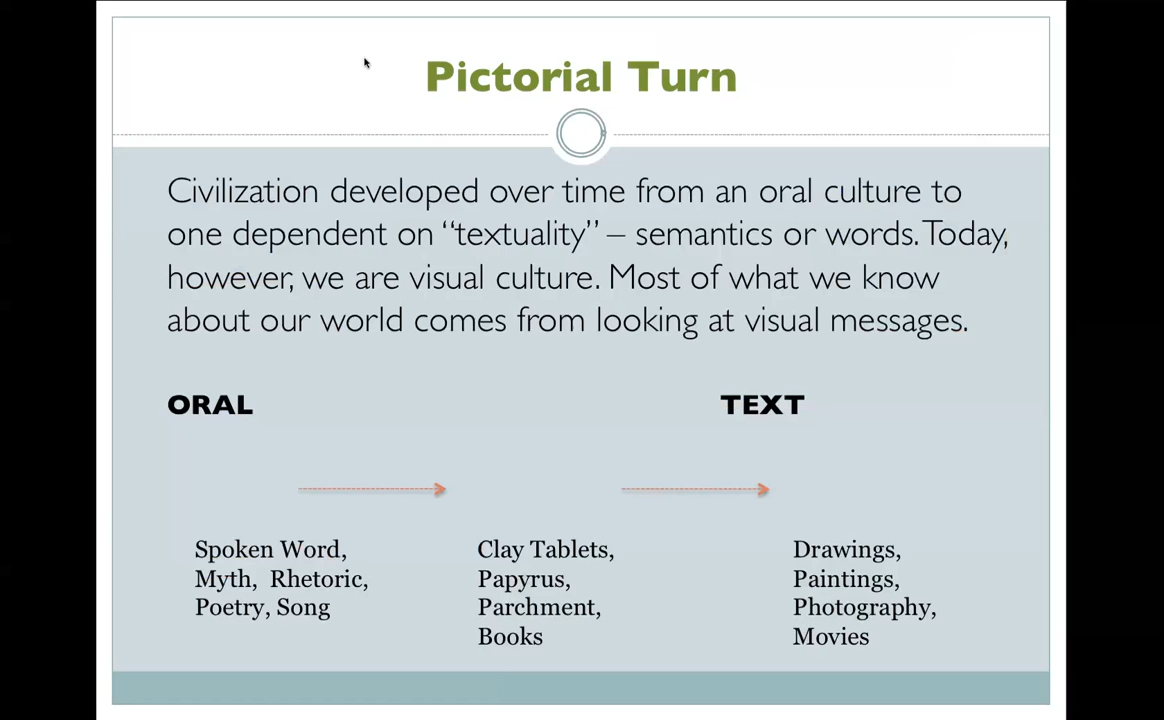 Pictorial Turn
Civilization developed over time from an oral culture to
one dependent on “textuality” – semantics or words. Today,
however, we are visual culture. Most of what we know
about our world comes from looking at visual messages.
ORAL
TEXT
Spoken Word,
Myth, Rhetoric,
Poetry, Song
Clay Tablets,
Papyrus,
Parchment,
Books
Drawings,
Paintings,
Photography,
Movies